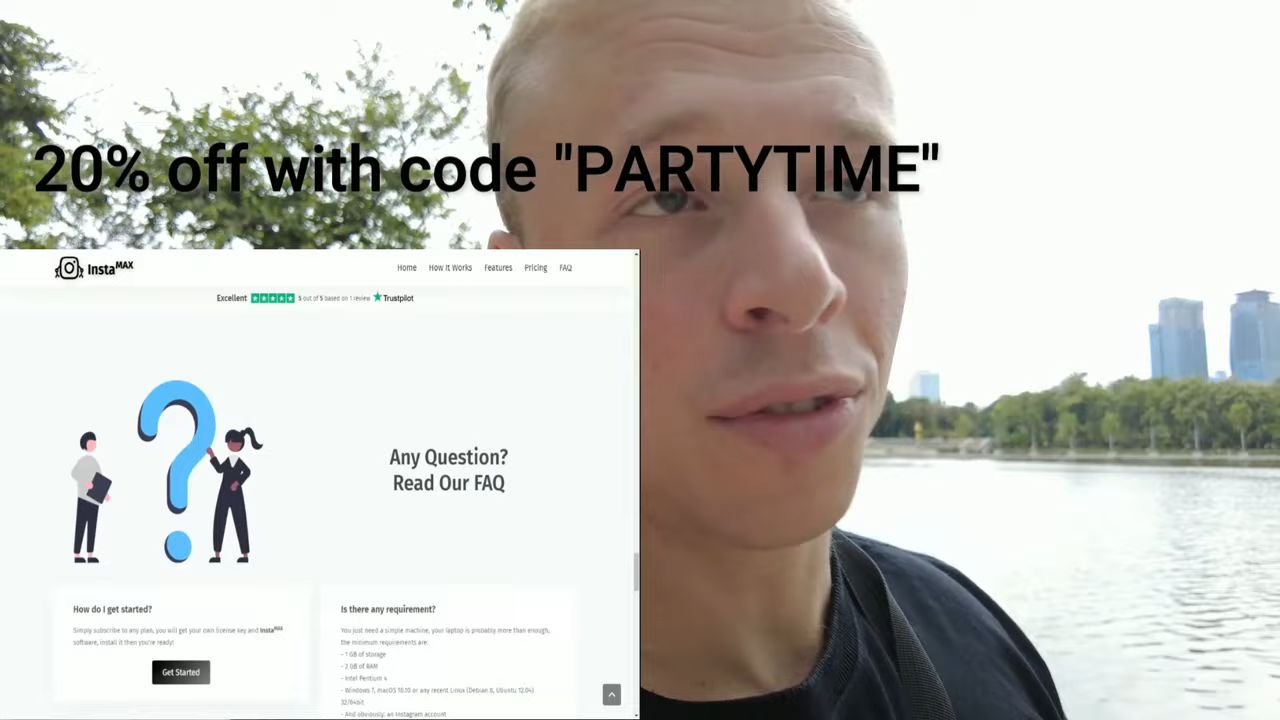 20% off with code "PARTYTIME"
InstaMAX
Home How It Works Features Pricing FAQ
Excellent 5 out of 5 based on 1 review Trustpilot
Any Question?
Read Our FAQ
How do I get started?
Simply subscribe to any plan, you will get your own license key and InstaMAX
software, install it then you're ready!
Get Started
Is there any requirement?
You just need a simple machine, your laptop is probably more than enough,
the minimum requirements are:
- 1 GB of storage
- 2 GB of RAM
- Intel Pentium 4
- Windows 7, macOS 10.10 or any recent Linux (Debian 8, Ubuntu 12.04)
32/64bit
- And obviously: an Instagram account